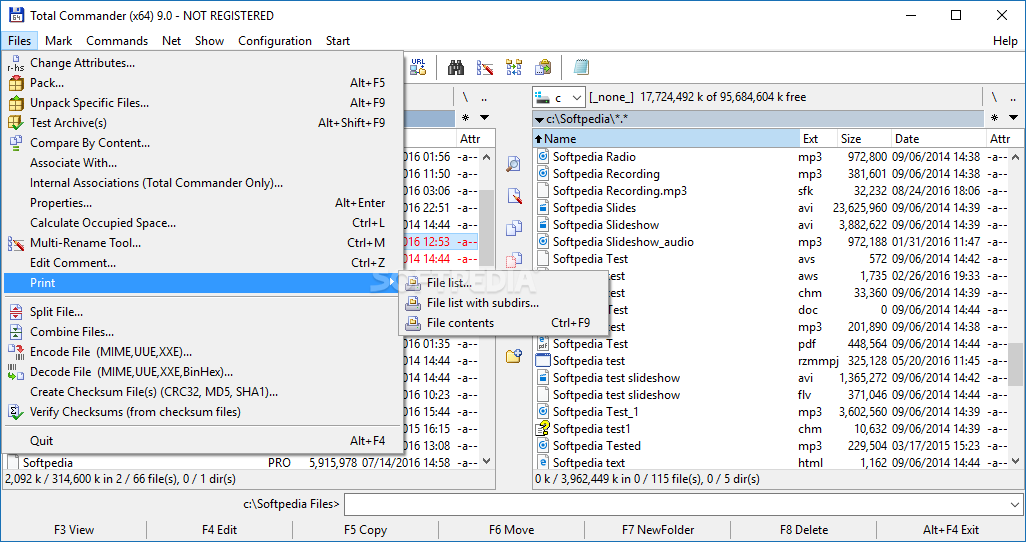 Total Commander (x64) 9.0 - NOT REGISTERED
Files Mark Commands Net Show Configuration Start Help
r-hs Change Attributes...
Pack... Alt+F5
Unpack Specific Files... Alt+F9
Test Archive(s) Alt+Shift+F9
Compare By Content...
Associate With...
Internal Associations (Total Commander Only)...
Properties... Alt+Enter
Calculate Occupied Space... Ctrl+L
Multi-Rename Tool... Ctrl+M
Edit Comment... Ctrl+Z
Print
Split File...
Combine Files...
Encode File (MIME,UUE,XXE)...
Decode File (MIME,UUE,XXE,BinHex)...
Create Checksum File(s) (CRC32, MD5, SHA1)...
Verify Checksums (from checksum files)
Quit Alt+F4
File list...
File list with subdirs...
File contents Ctrl+F9
SOFTPEDIA
URL
\ ..
* 
Attr
2016 01:56 -a--
2016 11:50 -a--
2016 03:06 -a--
2016 22:51 -a--
2014 14:44 -a--
2016 12:53 -a--
2014 14:44 -a--
2016 01:35 -a--
2014 14:44 -a--
2014 14:44 -a--
2016 10:23 -a--
2016 15:44 -a--
2015 16:15 -a--
2016 13:08 -a--
Softpedia PRO 5,915,978 07/14/2016 14:58 -a--
2,092 k / 314,600 k in 2 / 66 file(s), 0 / 1 dir(s)
c [_none_] 17,724,492 k of 95,684,604 k free \ ..
c:\Softpedia\*.* *
Name Ext Size Date Attr
Softpedia Radio mp3 972,800 09/06/2014 14:38 -a--
Softpedia Recording mp3 381,601 09/06/2014 14:38 -a--
Softpedia Recording.mp3 sfk 32,232 08/24/2016 18:06 -a--
Softpedia Slides avi 23,625,960 09/06/2014 14:39 -a--
Softpedia Slideshow avi 3,882,622 09/06/2014 14:39 -a--
Softpedia Slideshow_audio mp3 972,188 01/31/2016 11:47 -a--
Softpedia Test avs 572 09/06/2014 14:42 -a--
est aws 1,735 02/26/2016 19:33 -a--
est chm 33,360 09/06/2014 14:39 -a--
est doc 0 09/06/2014 14:44 -a--
est mp3 201,890 09/06/2014 14:38 -a--
Softpedia Test pdf 448,564 09/06/2014 14:44 -a--
Softpedia test rzmmpj 325,128 05/20/2016 11:45 -a--
Softpedia test slideshow avi 1,365,272 09/06/2014 14:42 -a--
Softpedia test slideshow flv 371,046 09/06/2014 14:44 -a--
Softpedia Test_1 mp3 3,602,560 09/06/2014 14:39 -a--
Softpedia test1 chm 10,632 09/06/2014 14:39 -a--
Softpedia Tested mp3 229,504 03/17/2015 15:23 -a--
Softpedia text html 1,162 09/06/2014 14:44 -a--
0 k / 3,962,449 k in 0 / 115 file(s), 0 / 5 dir(s)
c:\Softpedia Files>
F3 View F4 Edit F5 Copy F6 Move F7 NewFolder F8 Delete Alt+F4 Exit